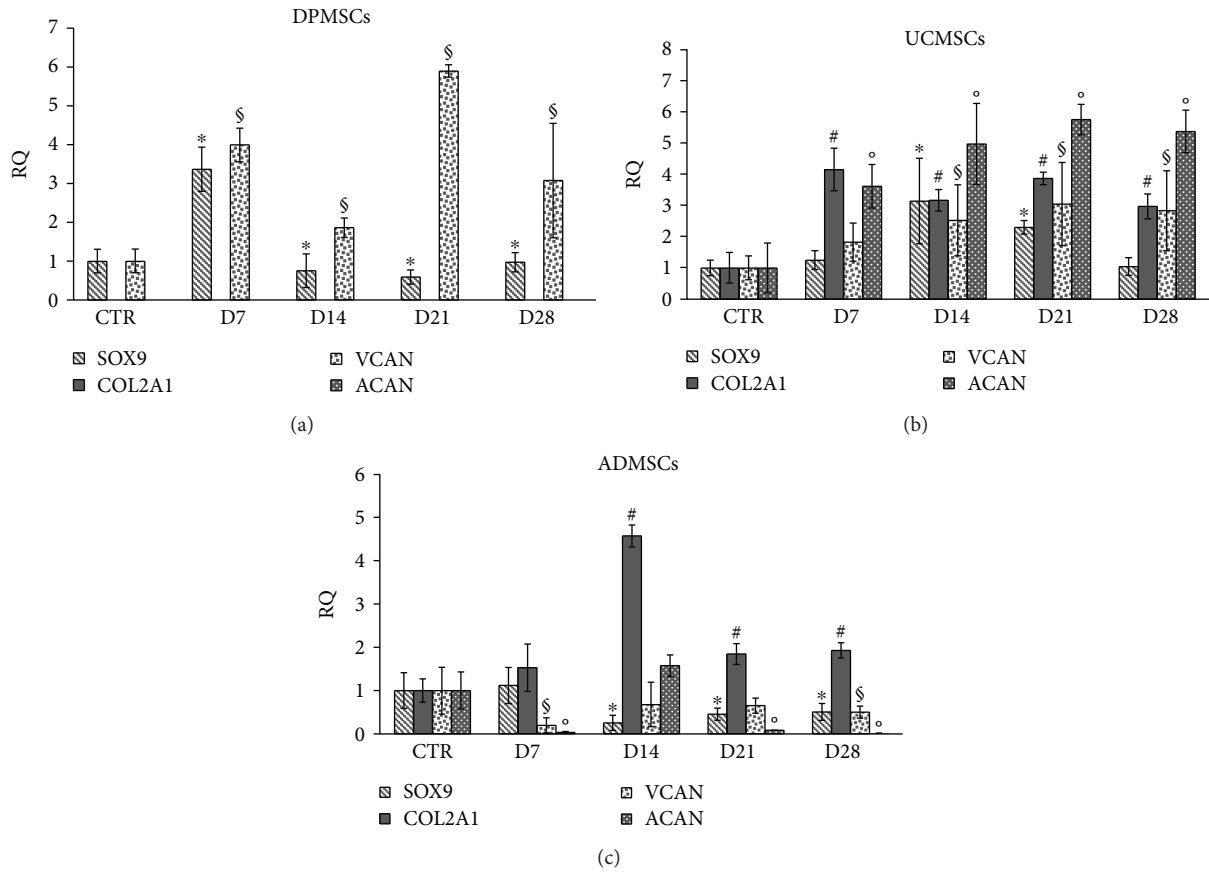 DPMSCs
7
6
5
4
3
2
1
0
RQ
* § * § * § * §
CTR D7 D14 D21 D28
SOX9 VCAN
COL2A1 ACAN
(a)
UCMSCs
8
7
6
5
4
3
2
1
0
RQ
# ° * # § ° * # § ° # § °
CTR D7 D14 D21 D28
SOX9 VCAN
COL2A1 ACAN
(b)
ADMSCs
6
5
4
3
2
1
0
RQ
§ ° * # * # ° * # § °
CTR D7 D14 D21 D28
SOX9 VCAN
COL2A1 ACAN
(c)